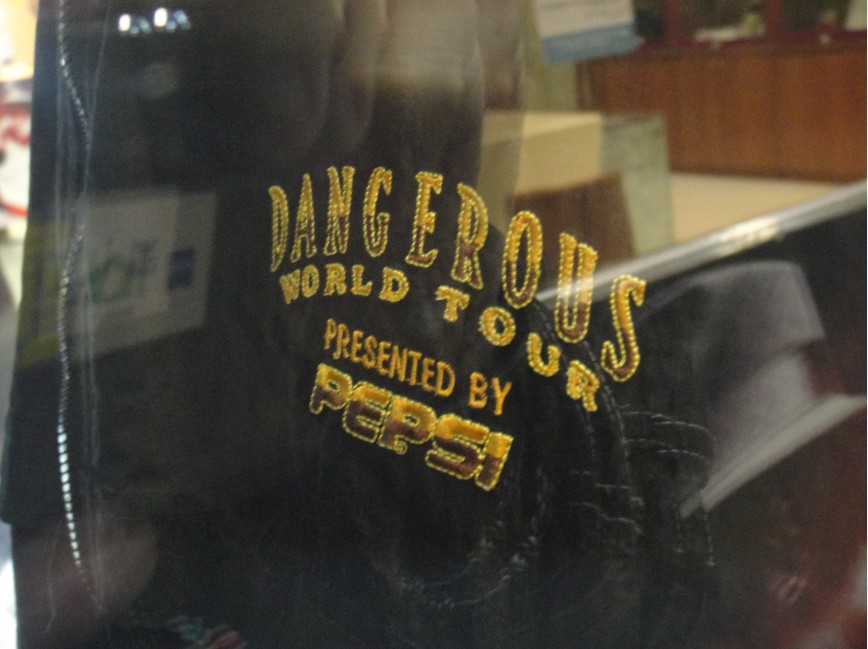 DANGEROUS
WORLD TOUR
PRESENTED BY
PEPSI